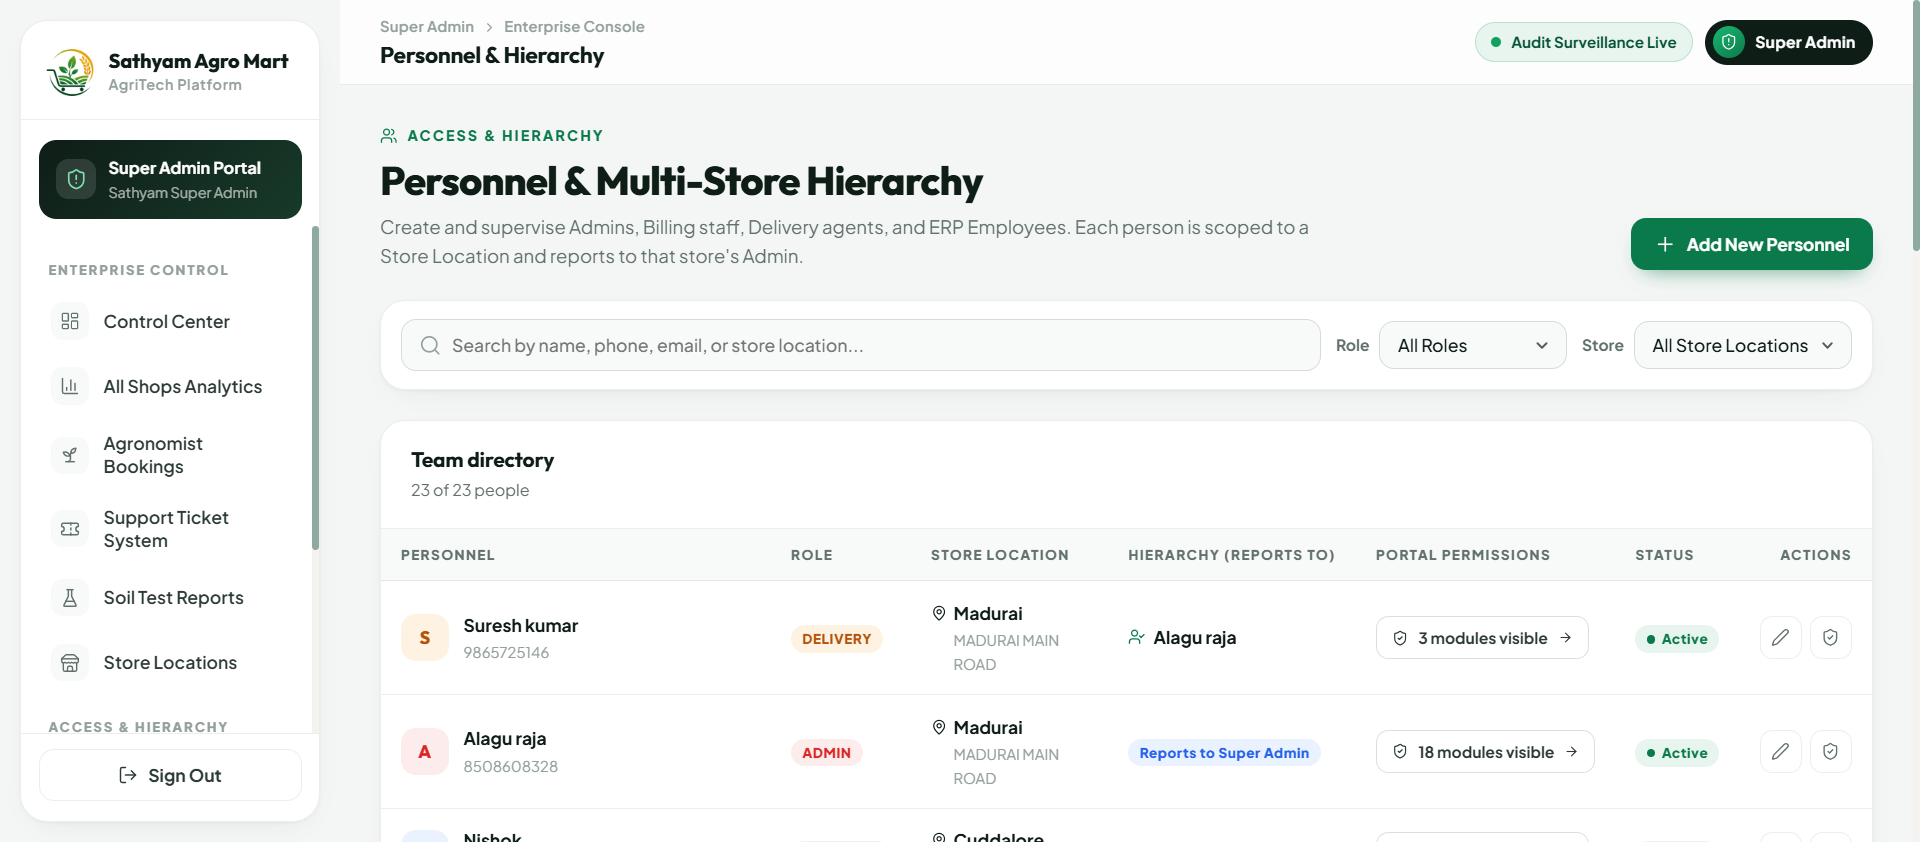 Sathyam Agro Mart
AgriTech Platform
Super Admin Portal
Sathyam Super Admin
ENTERPRISE CONTROL
Control Center
All Shops Analytics
Agronomist
Bookings
Support Ticket
System
Soil Test Reports
Store Locations
ACCESS & HIERARCHY
Sign Out
Super Admin > Enterprise Console
Personnel & Hierarchy
Audit Surveillance Live
Super Admin
ACCESS & HIERARCHY
Personnel & Multi-Store Hierarchy
Create and supervise Admins, Billing staff, Delivery agents, and ERP Employees. Each person is scoped to a
Store Location and reports to that store's Admin.
Add New Personnel
Search by name, phone, email, or store location...
Role
All Roles
Store
All Store Locations
Team directory
23 of 23 people
PERSONNEL ROLE STORE LOCATION HIERARCHY (REPORTS TO) PORTAL PERMISSIONS STATUS ACTIONS
Suresh kumar
S
9865725146
DELIVERY
Madurai
MADURAI MAIN
ROAD
Alagu raja
3 modules visible
Active
Alagu raja
A
8508608328
ADMIN
Madurai
MADURAI MAIN
ROAD
Reports to Super Admin
18 modules visible
Active
Nishok
Cuddalore